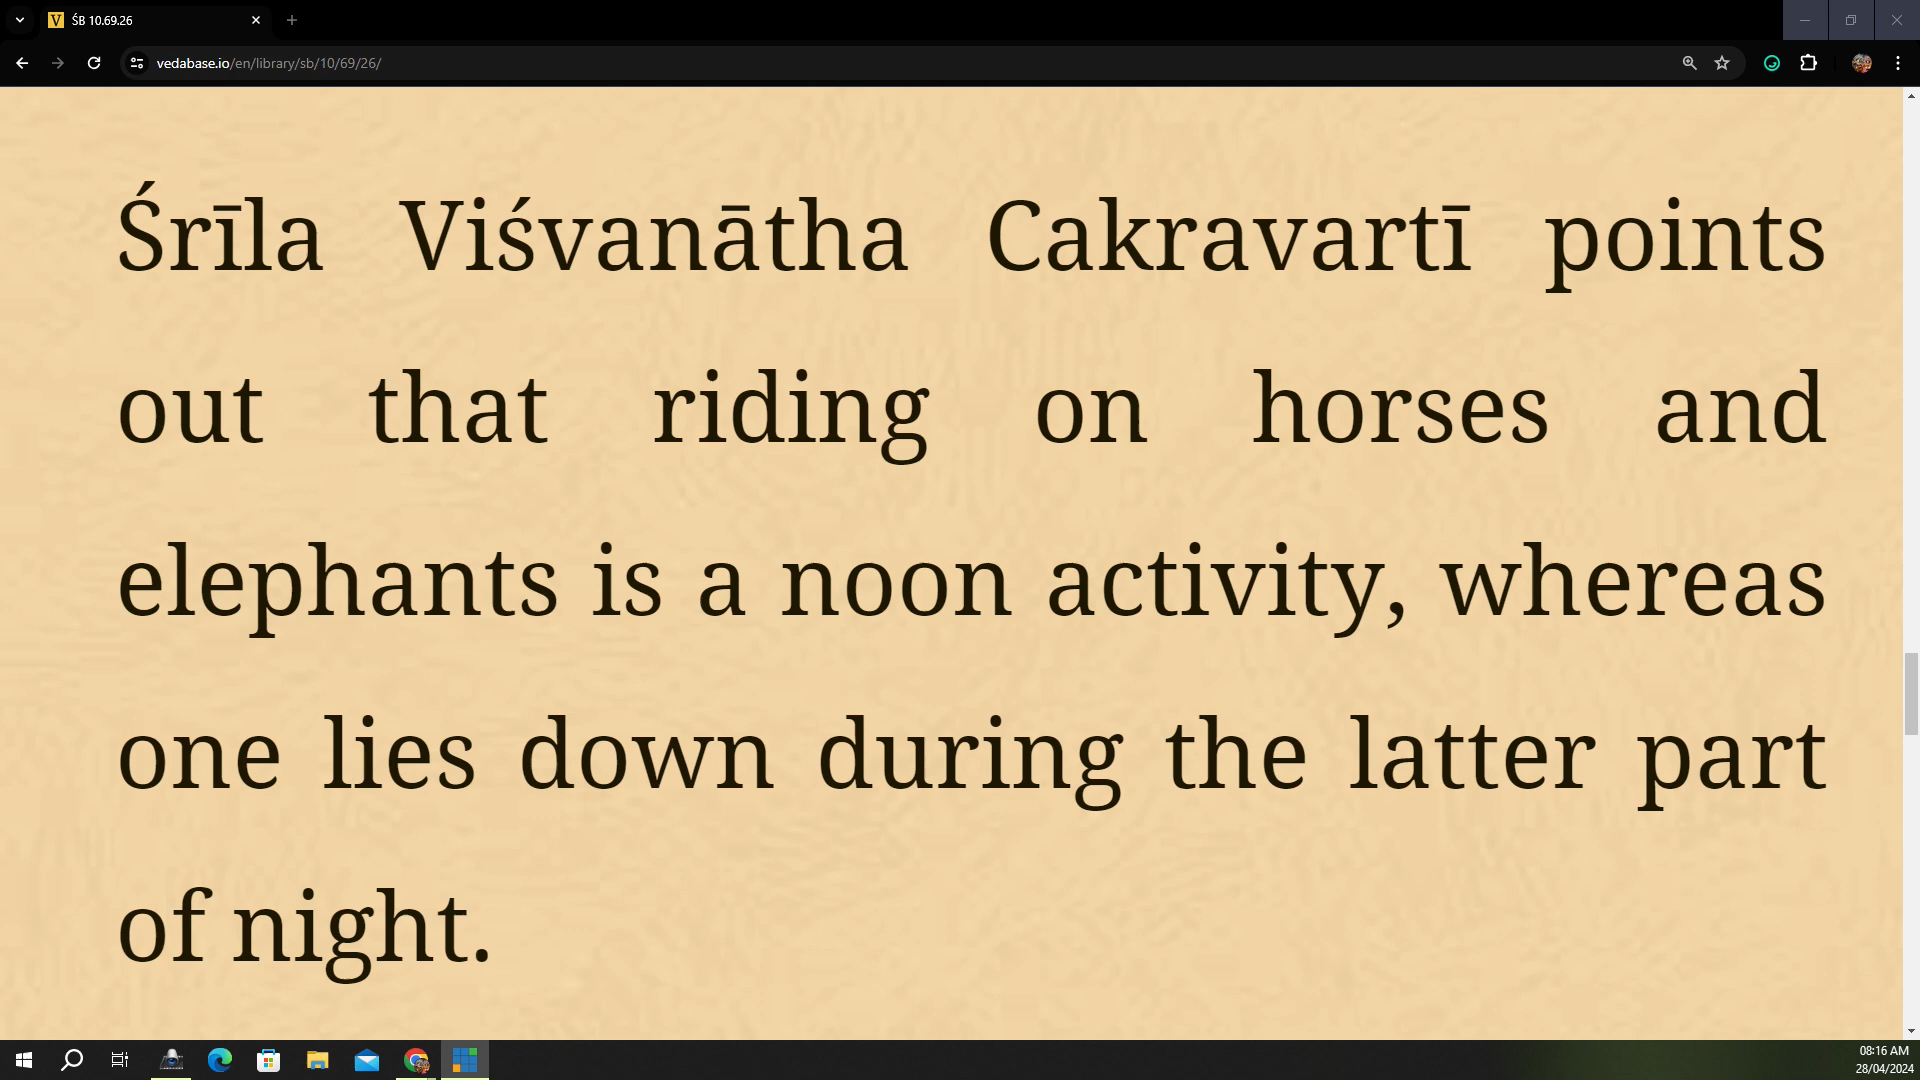 ŚB 10.69.26
vedabase.io/en/library/sb/10/69/26/
Śrīla Viśvanātha Cakravartī points
out that riding on horses and
elephants is a noon activity, whereas
one lies down during the latter part
of night.
08:16 AM
28/04/2024